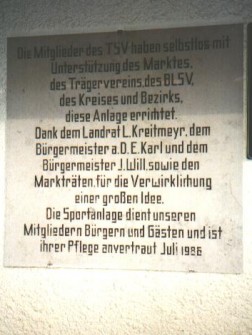 Die Mitglieder des TSV haben selbstlos mit
Unterstützung des Marktes,
des Trägervereins, des BLSV,
des Kreises und Bezirks,
diese Anlage errichtet.
Dank dem Landrat L. Kreitmeyr, dem
Bürgermeister a.D. E. Karl und dem
Bürgermeister J. Will, sowie den
Markträten, für die Verwirklichung
einer großen Idee.
Die Sportanlage dient unseren
Mitgliedern Bürgern und Gästen und ist
ihrer Pflege anvertraut Juli 1986